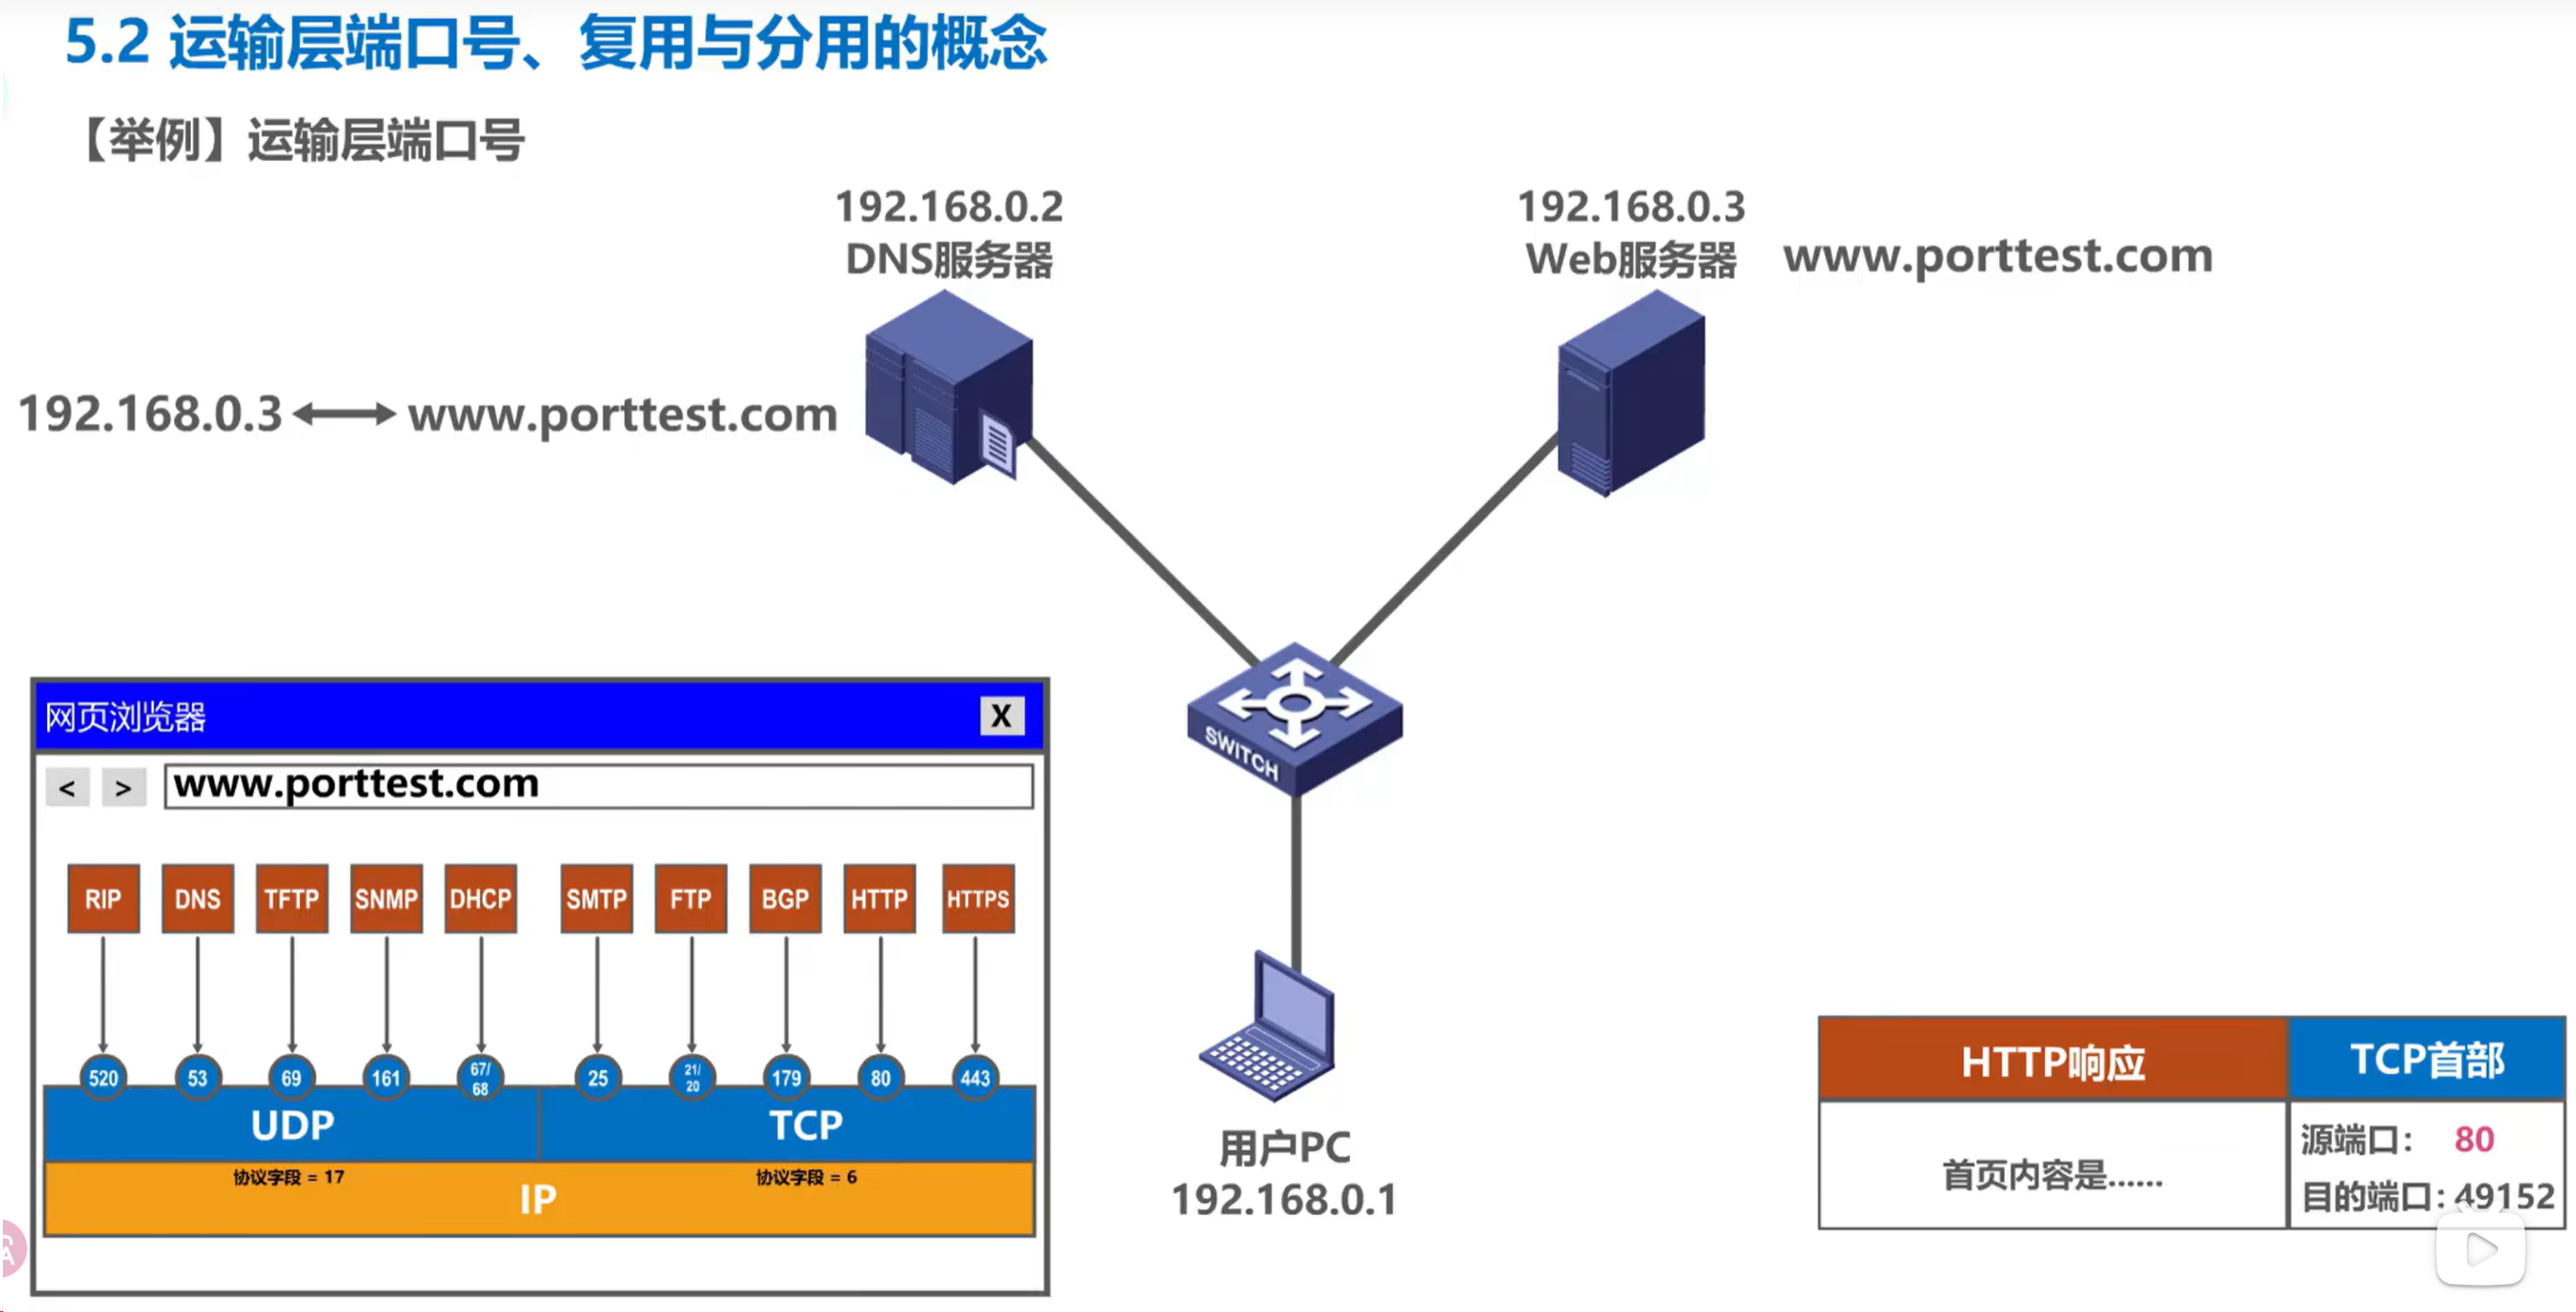 5.2 运输层端口号、复用与分用的概念
【举例】运输层端口号
192.168.0.2
DNS服务器
192.168.0.3
Web服务器
www.porttest.com
192.168.0.3
www.porttest.com
SWITCH
网页浏览器
X
< >
www.porttest.com
RIP DNS TFTP SNMP DHCP SMTP FTP BGP HTTP HTTPS
520 53 69 161 67/68 25 21/20 179 80 443
UDP TCP
协议字段 = 17 协议字段 = 6
IP
用户PC
192.168.0.1
HTTP响应 TCP首部
首页内容是......
源端口： 80
目的端口：49152